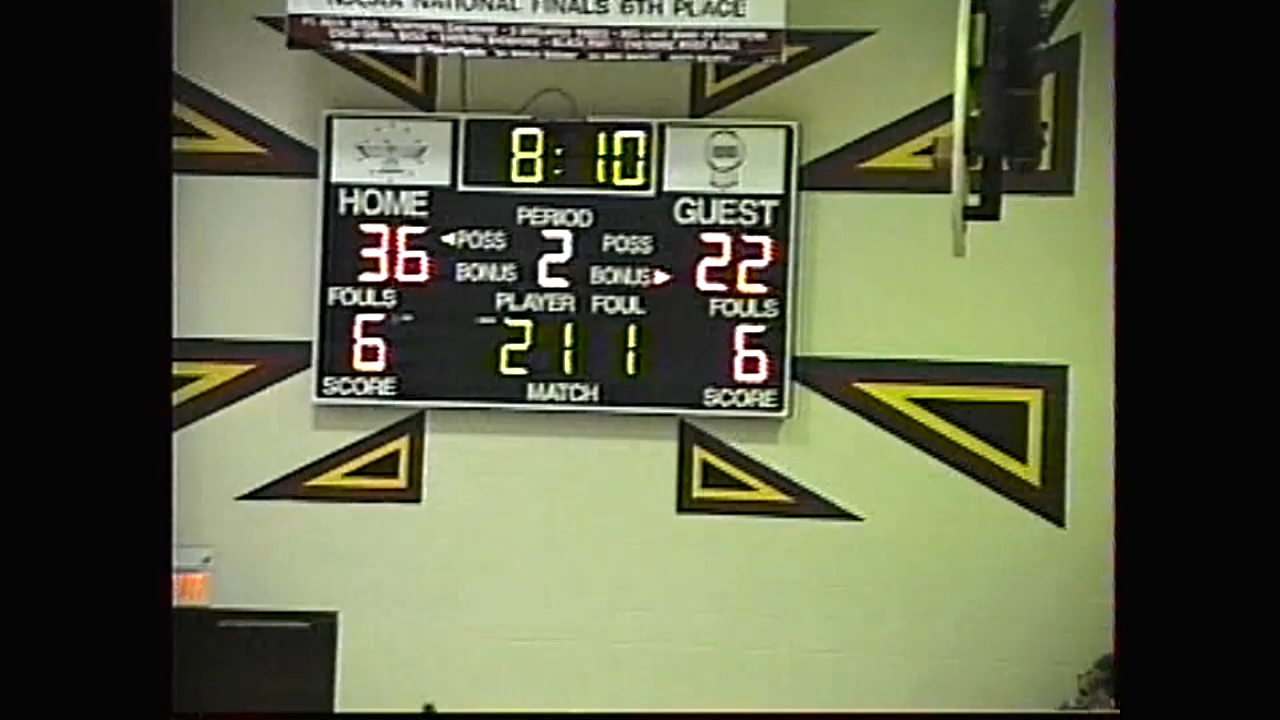 NATIONAL FINALS 6TH PLACE
8:10
HOME
GUEST
PERIOD
36
◄POSS
2
POSS
22
BONUS
BONUS►
FOULS
PLAYER FOUL
FOULS
6
21 1 1
6
SCORE
MATCH
SCORE